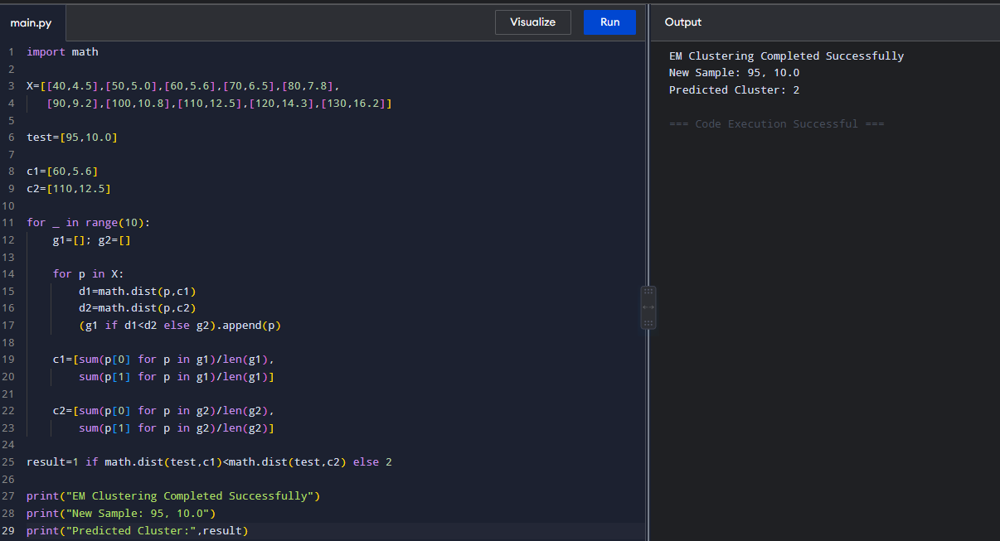 main.py
Visualize
Run
Output
1 import math
2
3 X=[[40,4.5],[50,5.0],[60,5.6],[70,6.5],[80,7.8],
4    [90,9.2],[100,10.8],[110,12.5],[120,14.3],[130,16.2]]
5
6 test=[95,10.0]
7
8 c1=[60,5.6]
9 c2=[110,12.5]
10
11 for _ in range(10):
12     g1=[]; g2=[]
13
14     for p in X:
15         d1=math.dist(p,c1)
16         d2=math.dist(p,c2)
17         (g1 if d1<d2 else g2).append(p)
18
19     c1=[sum(p[0] for p in g1)/len(g1),
20         sum(p[1] for p in g1)/len(g1)]
21
22     c2=[sum(p[0] for p in g2)/len(g2),
23         sum(p[1] for p in g2)/len(g2)]
24
25 result=1 if math.dist(test,c1)<math.dist(test,c2) else 2
26
27 print("EM Clustering Completed Successfully")
28 print("New Sample: 95, 10.0")
29 print("Predicted Cluster:",result)
EM Clustering Completed Successfully
New Sample: 95, 10.0
Predicted Cluster: 2
=== Code Execution Successful ===